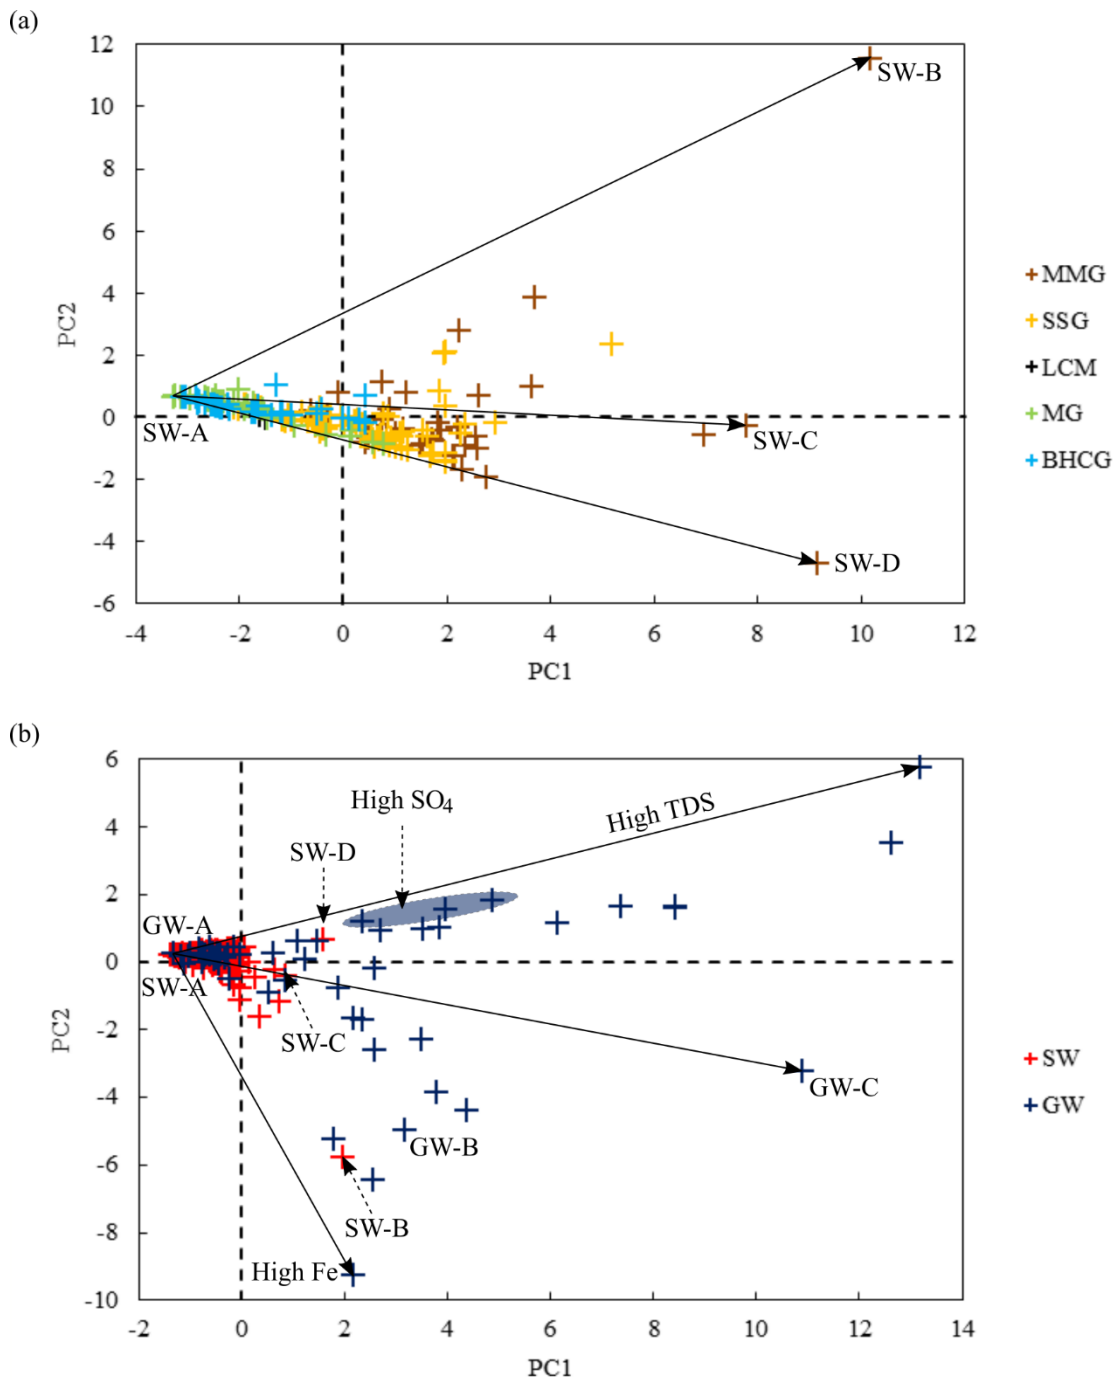 (a)
12
10
8
6
4
2
0
-2
-4
-6
PC2
-4
-2
0
2
4
6
8
10
12
PC1
SW-A
SW-B
SW-C
SW-D
MMG
SSG
LCM
MG
BHCG
(b)
6
4
2
0
-2
-4
-6
-8
-10
PC2
-2
0
2
4
6
8
10
12
14
PC1
High SO4
High TDS
SW-D
GW-A
SW-A
SW-C
GW-C
GW-B
SW-B
High Fe
SW
GW